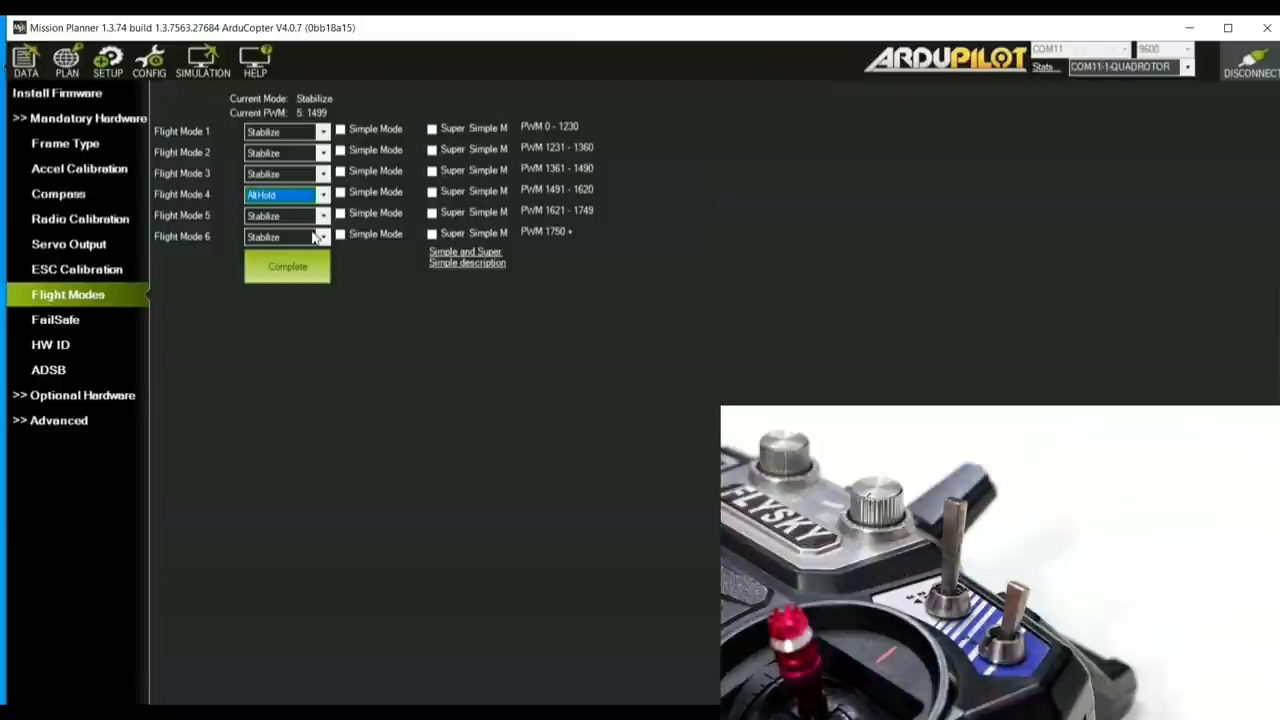 Mission Planner 1.3.74 build 1.3.7563.27684 ArduCopter V4.0.7 (0bb18a15)
DATA PLAN SETUP CONFIG SIMULATION HELP
ARDUPILOT
COM11 9600
Stats... COM11-1-QUADROTOR
DISCONNECT
Install Firmware
>> Mandatory Hardware
Frame Type
Accel Calibration
Compass
Radio Calibration
Servo Output
ESC Calibration
Flight Modes
FailSafe
HW ID
ADSB
>> Optional Hardware
>> Advanced
Current Mode: Stabilize
Current PWM: 5: 1499
Flight Mode 1 Stabilize Simple Mode Super Simple M PWM 0 - 1230
Flight Mode 2 Stabilize Simple Mode Super Simple M PWM 1231 - 1360
Flight Mode 3 Stabilize Simple Mode Super Simple M PWM 1361 - 1490
Flight Mode 4 AltHold Simple Mode Super Simple M PWM 1491 - 1620
Flight Mode 5 Stabilize Simple Mode Super Simple M PWM 1621 - 1749
Flight Mode 6 Stabilize Simple Mode Super Simple M PWM 1750 +
Simple and Super
Simple description
Complete
FLYSKY